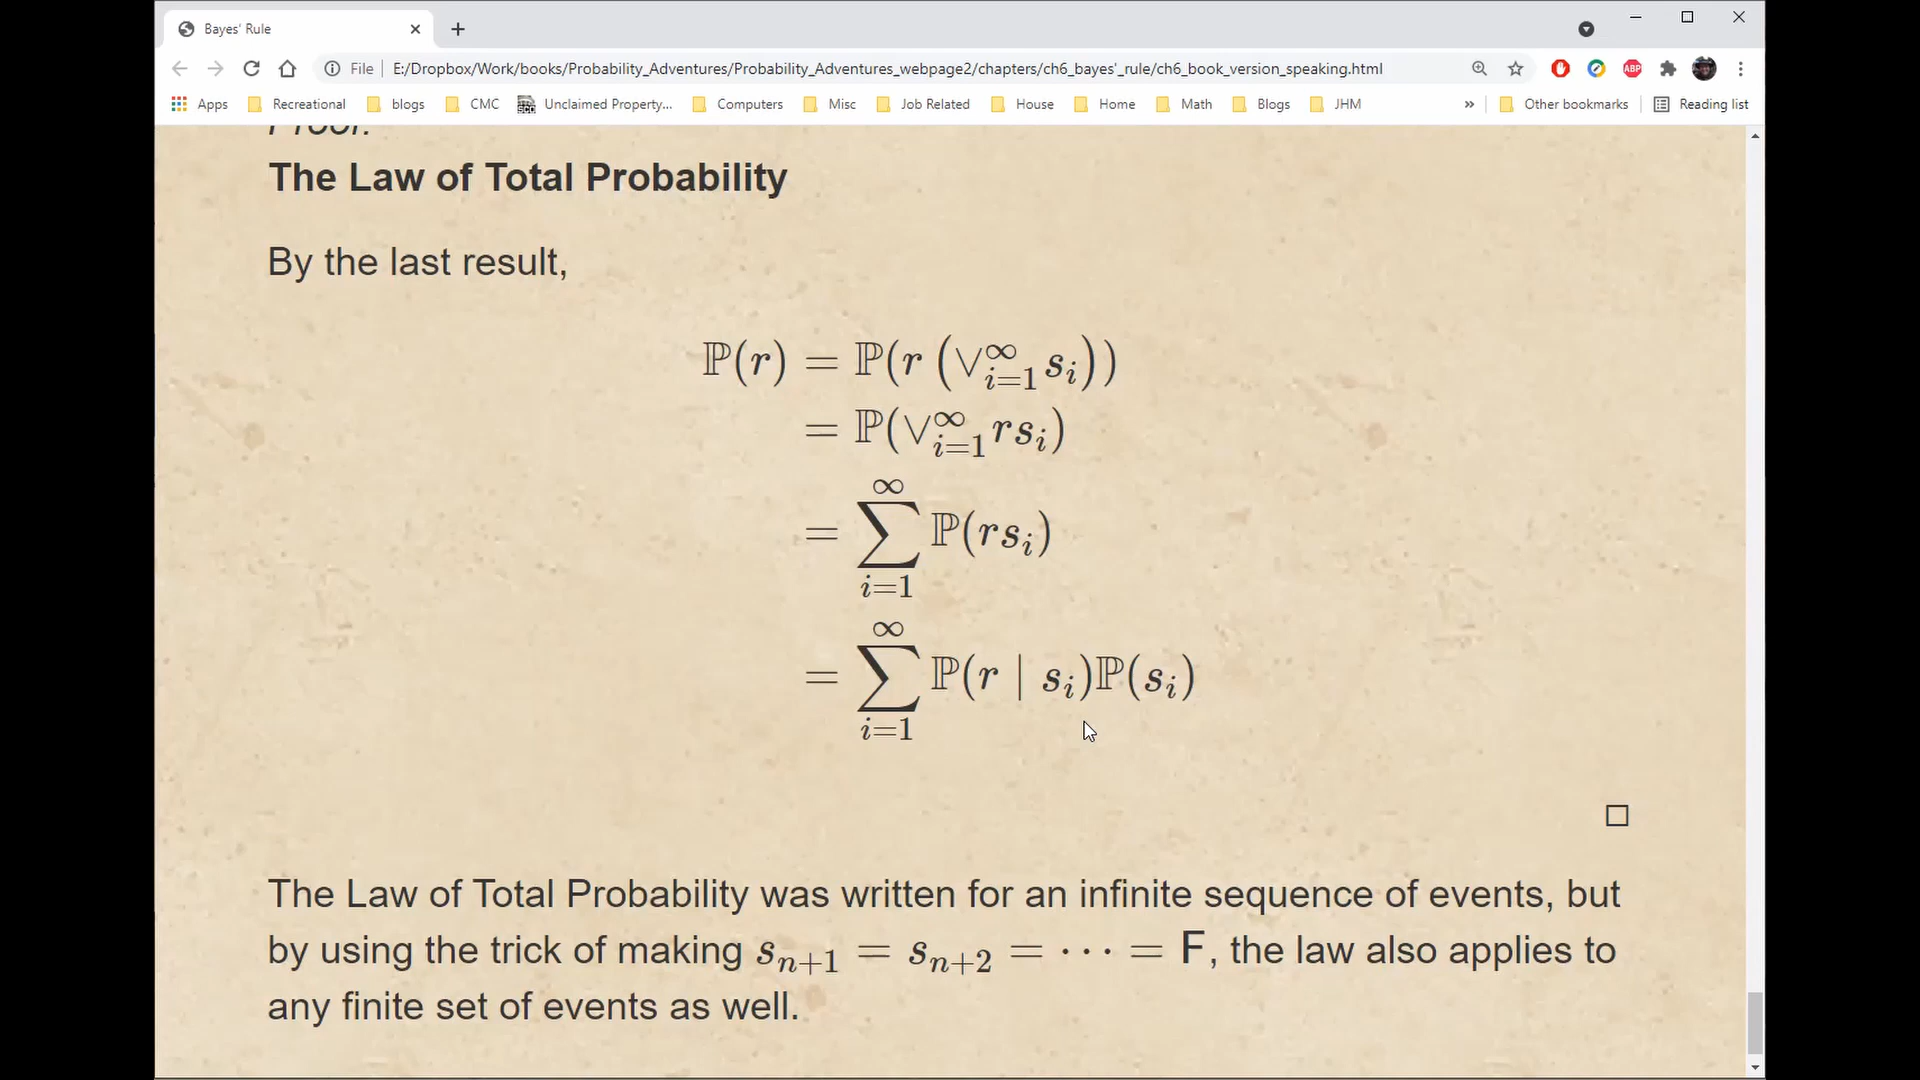 Bayes' Rule
File E:/Dropbox/Work/books/Probability_Adventures/Probability_Adventures_webpage2/chapters/ch6_bayes'_rule/ch6_book_version_speaking.html
ABP
Apps Recreational blogs CMC SCO Unclaimed Property... Computers Misc Job Related House Home Math Blogs JHM » Other bookmarks Reading list
Proof.
The Law of Total Probability
By the last result,
ℙ(r) = ℙ(r (∨_{i=1}^{∞} s_i))
= ℙ(∨_{i=1}^{∞} rs_i)
= ∑_{i=1}^{∞} ℙ(rs_i)
= ∑_{i=1}^{∞} ℙ(r | s_i)ℙ(s_i)
□
The Law of Total Probability was written for an infinite sequence of events, but
by using the trick of making s_{n+1} = s_{n+2} = ⋯ = F, the law also applies to
any finite set of events as well.